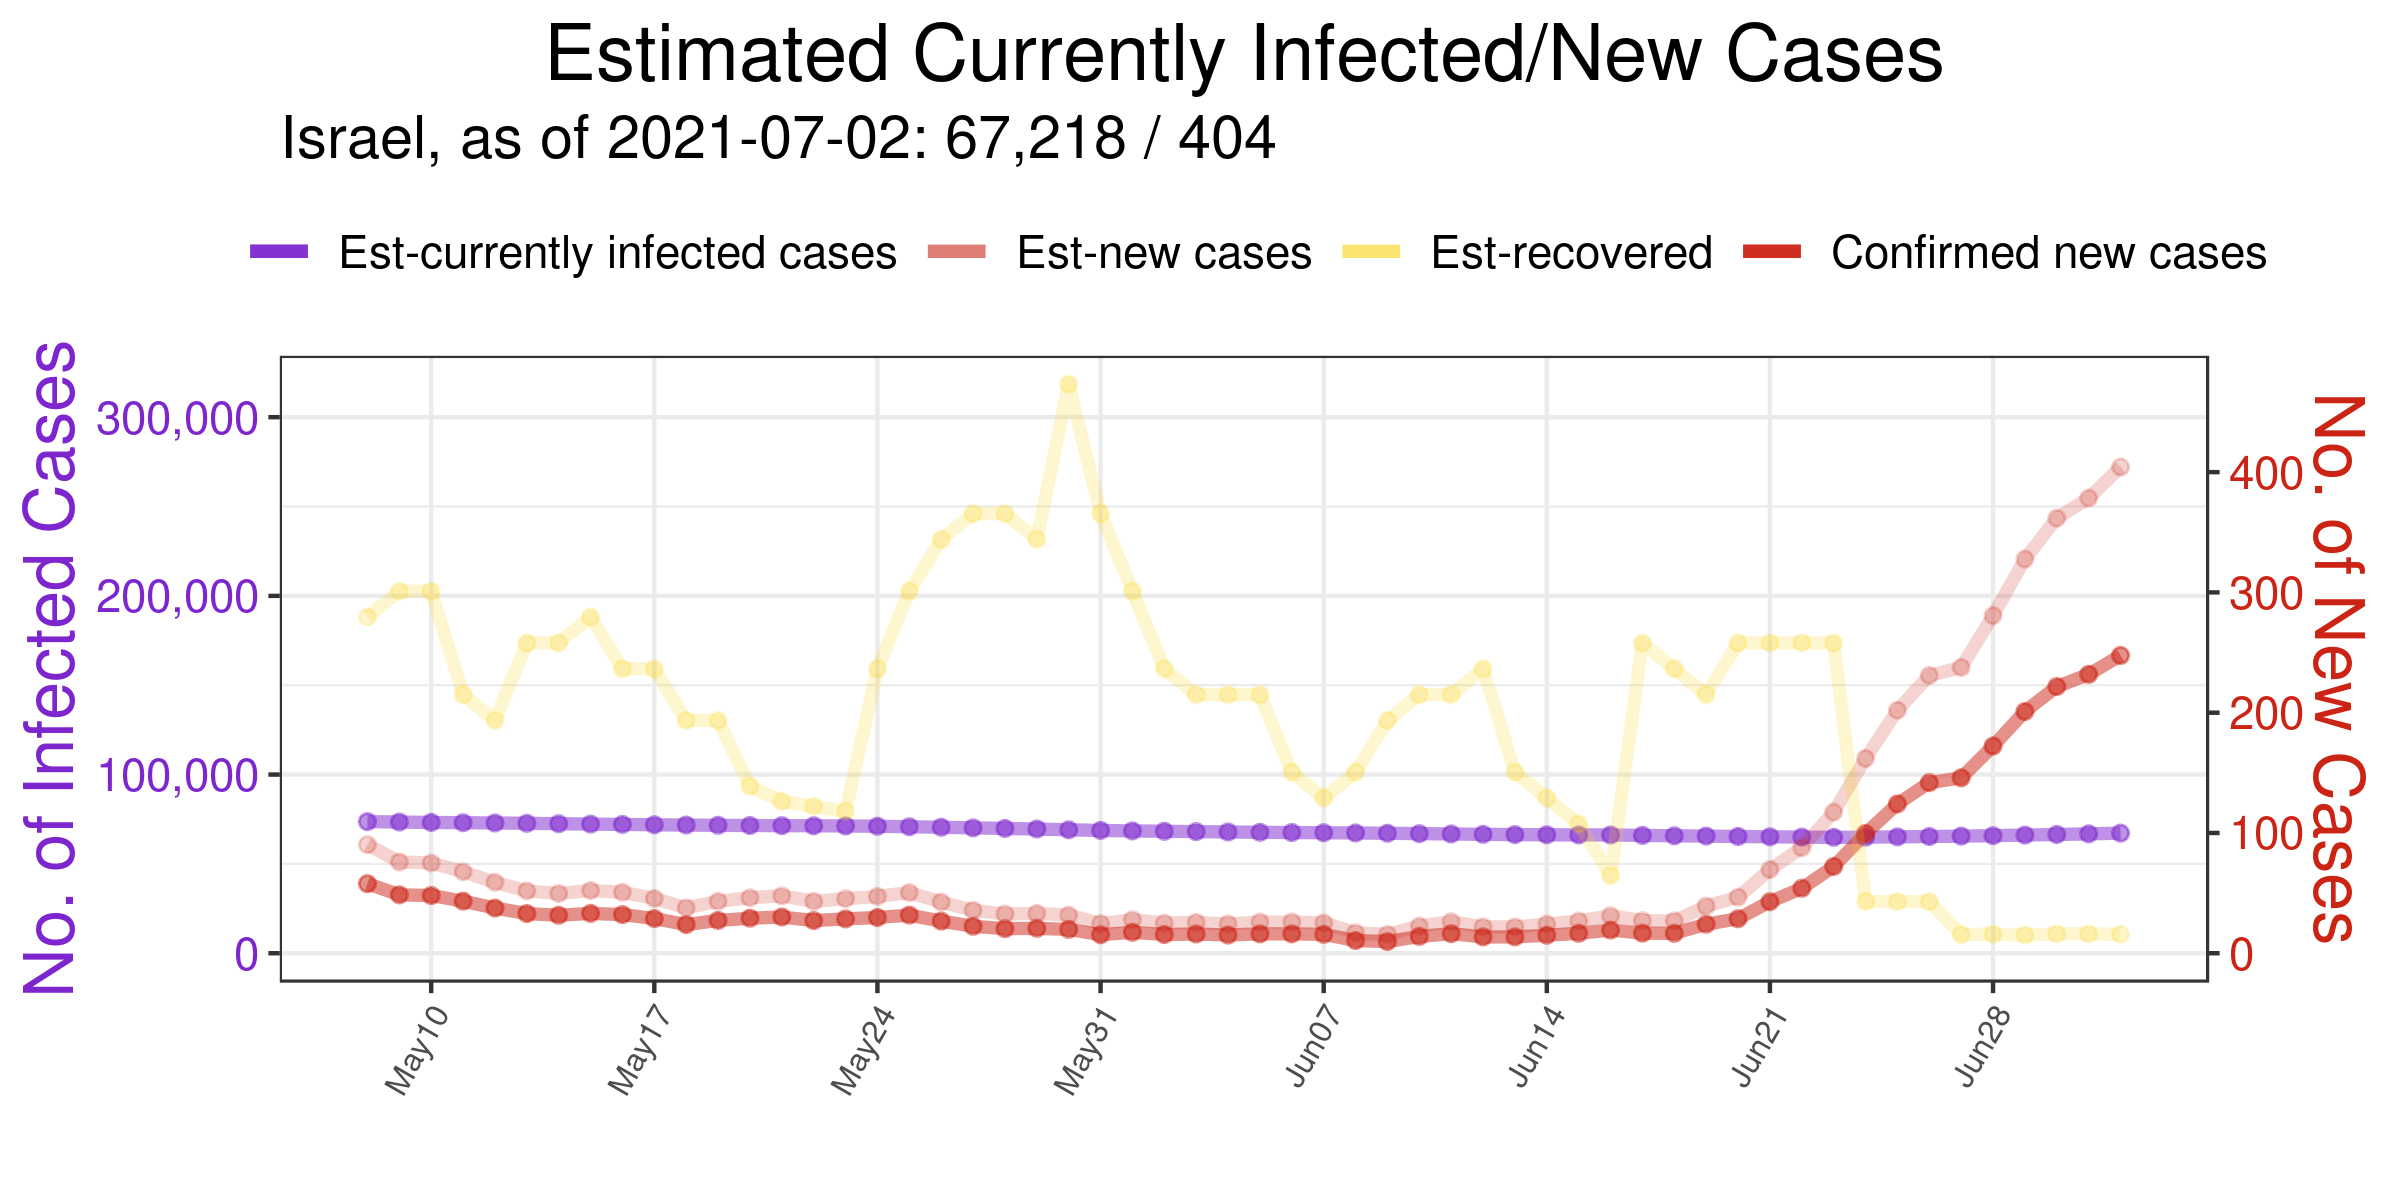 Estimated Currently Infected/New Cases
Israel, as of 2021-07-02: 67,218 / 404
Est-currently infected cases Est-new cases Est-recovered Confirmed new cases
No. of Infected Cases
300,000
200,000
100,000
0
400
300
200
100
0
No. of New Cases
May10 May17 May24 May31 Jun07 Jun14 Jun21 Jun28